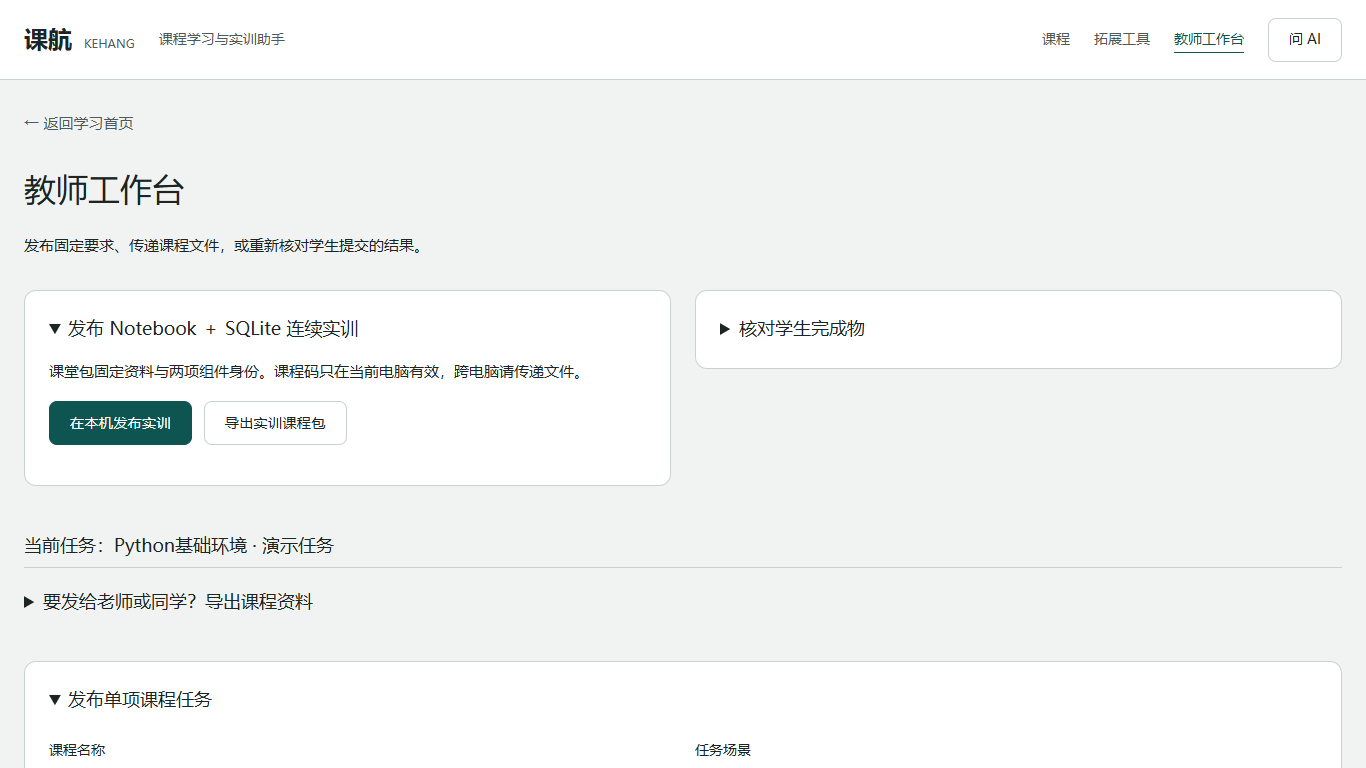 课航 KEHANG 课程学习与实训助手 课程 拓展工具 教师工作台 问 AI
← 返回学习首页
教师工作台
发布固定要求、传递课程文件，或重新核对学生提交的结果。
▼ 发布 Notebook + SQLite 连续实训
课堂包固定资料与两项组件身份。课程码只在当前电脑有效，跨电脑请传递文件。
在本机发布实训 导出实训课程包
▶ 核对学生完成物
当前任务：Python基础环境 · 演示任务
▶ 要发给老师或同学？导出课程资料
▼ 发布单项课程任务
课程名称 任务场景